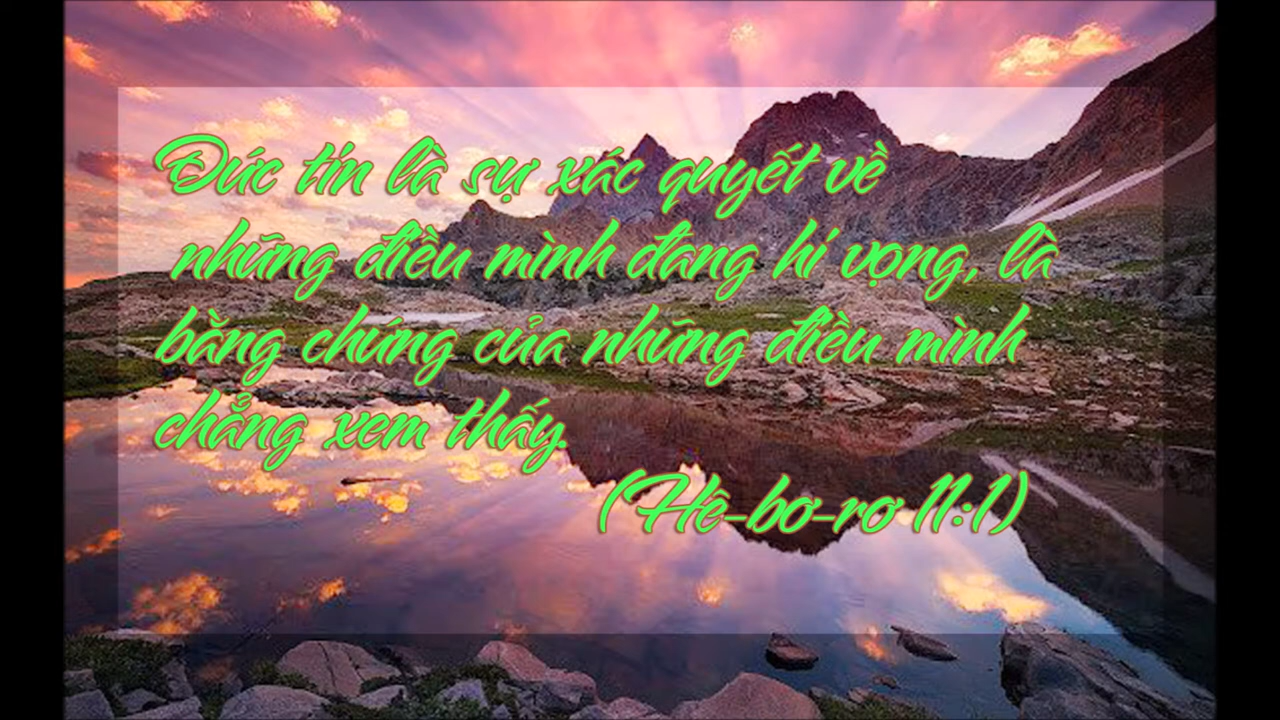 Đức tin là sự xác quyết về
những điều mình đang hi vọng, là
bằng chứng của những điều mình
chẳng xem thấy.
(Hê-bơ-rơ 11:1)